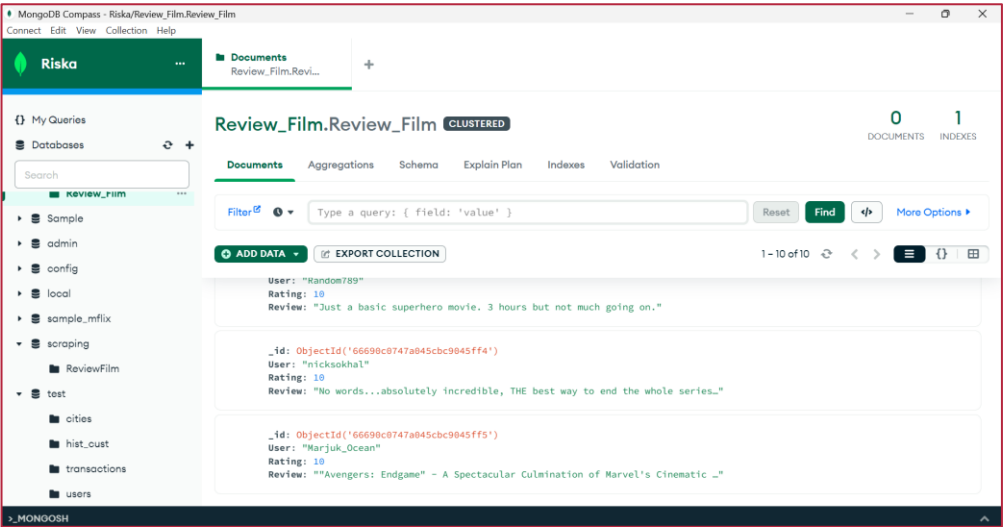 MongoDB Compass - Riska/Review_Film.Review_Film
Connect Edit View Collection Help
Riska
...
Documents
Review_Film.Revi...
+
{} My Queries
Databases
+
Search
Review_Film
...
Sample
admin
config
local
sample_mflix
scraping
ReviewFilm
test
cities
hist_cust
transactions
users
Review_Film.Review_Film CLUSTERED
0
DOCUMENTS
1
INDEXES
Documents Aggregations Schema Explain Plan Indexes Validation
Filter Type a query: { field: 'value' } Reset Find </> More Options
ADD DATA EXPORT COLLECTION 1 – 10 of 10 < > {}
User: "Random789"
Rating: 10
Review: "Just a basic superhero movie. 3 hours but not much going on."
_id: ObjectId('66690c0747a045cbc9045ff4')
User: "nicksokhal"
Rating: 10
Review: "No words...absolutely incredible, THE best way to end the whole series…"
_id: ObjectId('66690c0747a045cbc9045ff5')
User: "Marjuk_Ocean"
Rating: 10
Review: ""Avengers: Endgame" - A Spectacular Culmination of Marvel's Cinematic …"
>_MONGOSH